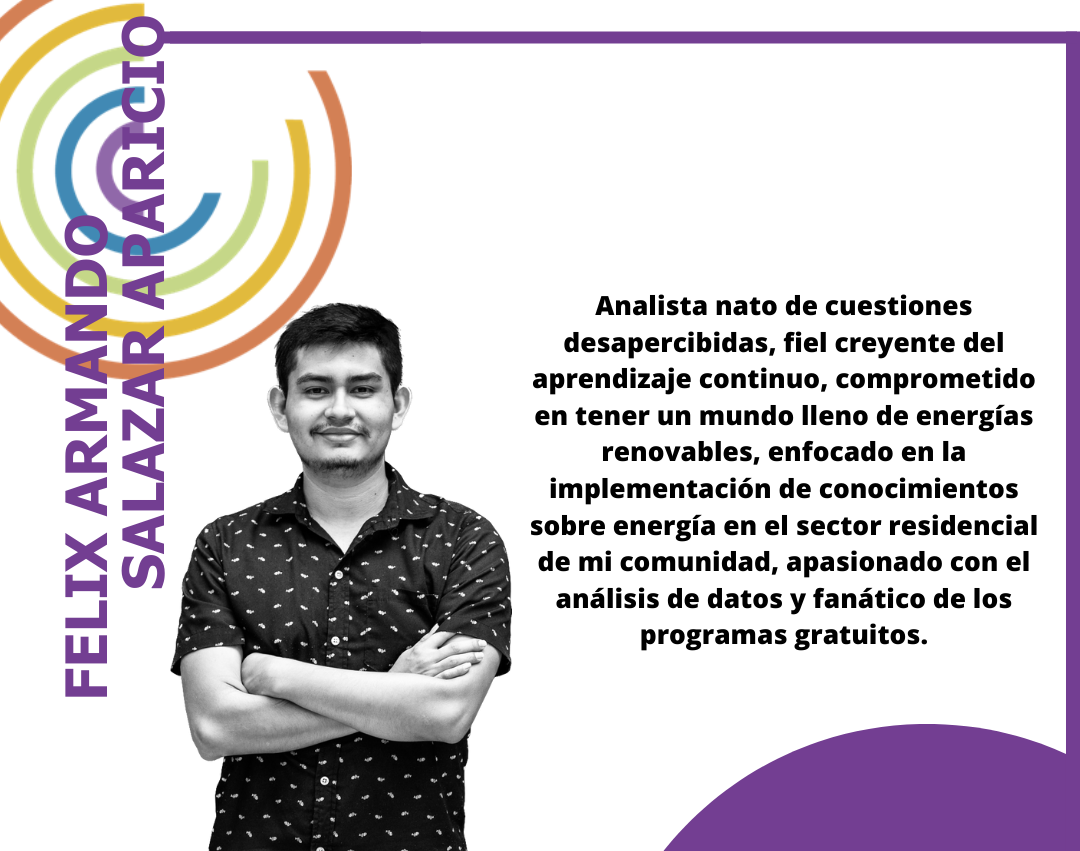 FELIX ARMANDO
SALAZAR APARICIO
Analista nato de cuestiones
desapercibidas, fiel creyente del
aprendizaje continuo, comprometido
en tener un mundo lleno de energías
renovables, enfocado en la
implementación de conocimientos
sobre energía en el sector residencial
de mi comunidad, apasionado con el
análisis de datos y fanático de los
programas gratuitos.